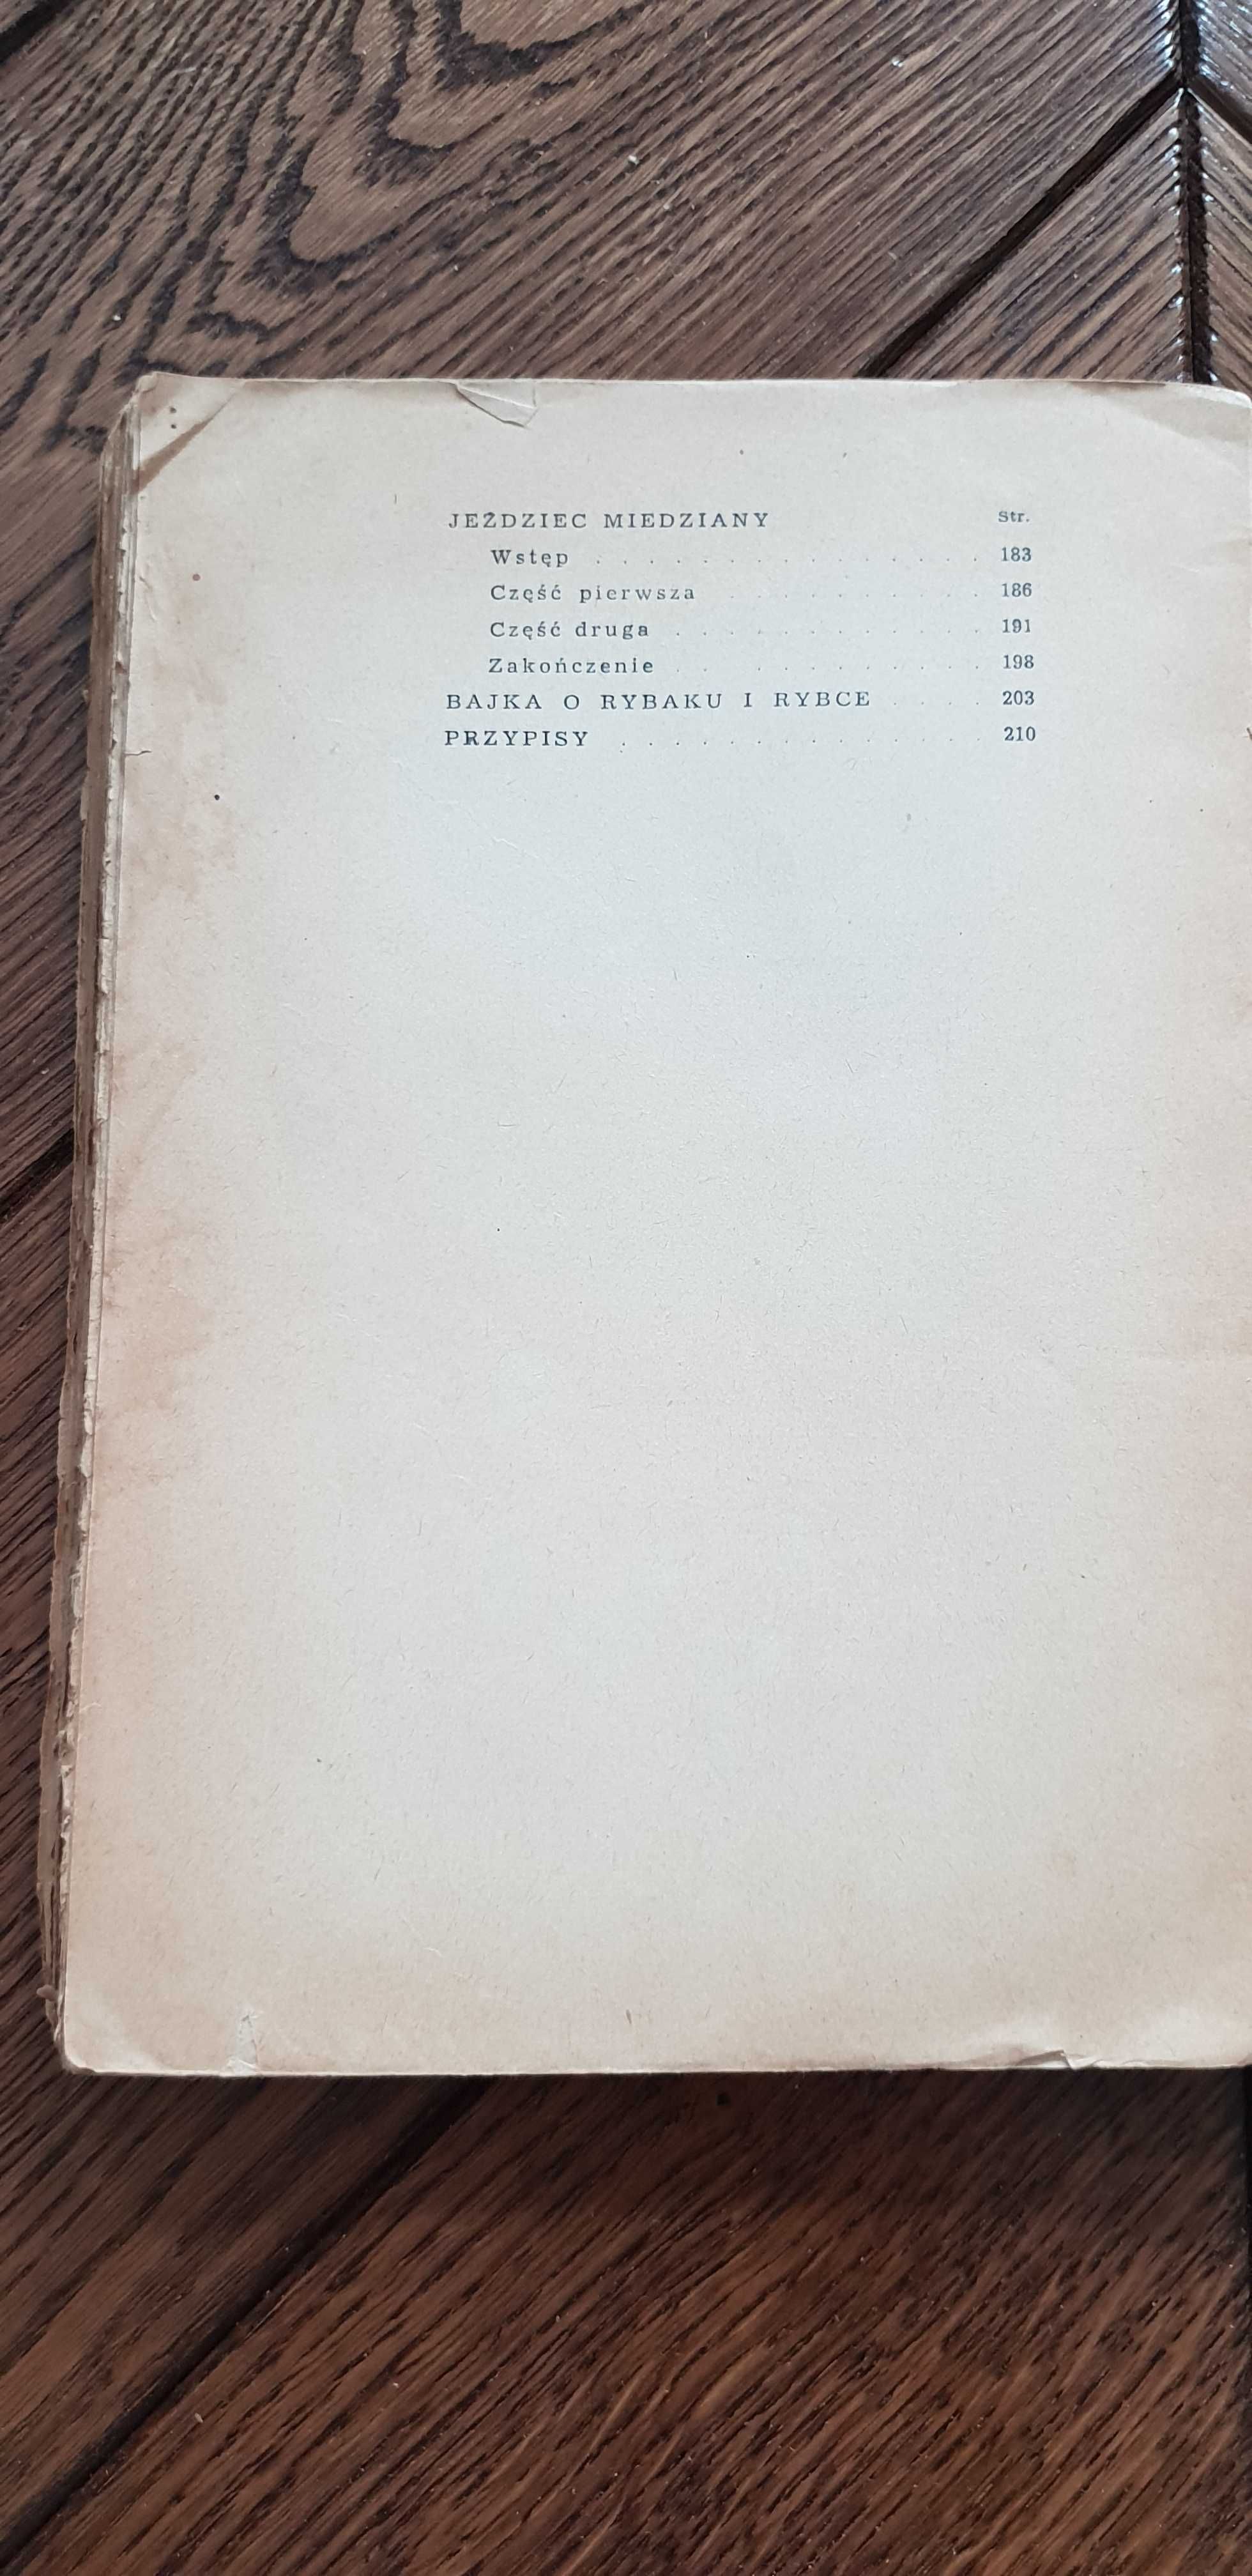 JEŹDZIEC MIEDZIANY Str.
Wstęp . . . . . . . . . . . . . . . 183
Część pierwsza . . . . . . . . . . 186
Część druga . . . . . . . . . . . . 191
Zakończenie . . . . . . . . . . . 198
BAJKA O RYBAKU I RYBCE . . . . 203
PRZYPISY . . . . . . . . . . . . . 210